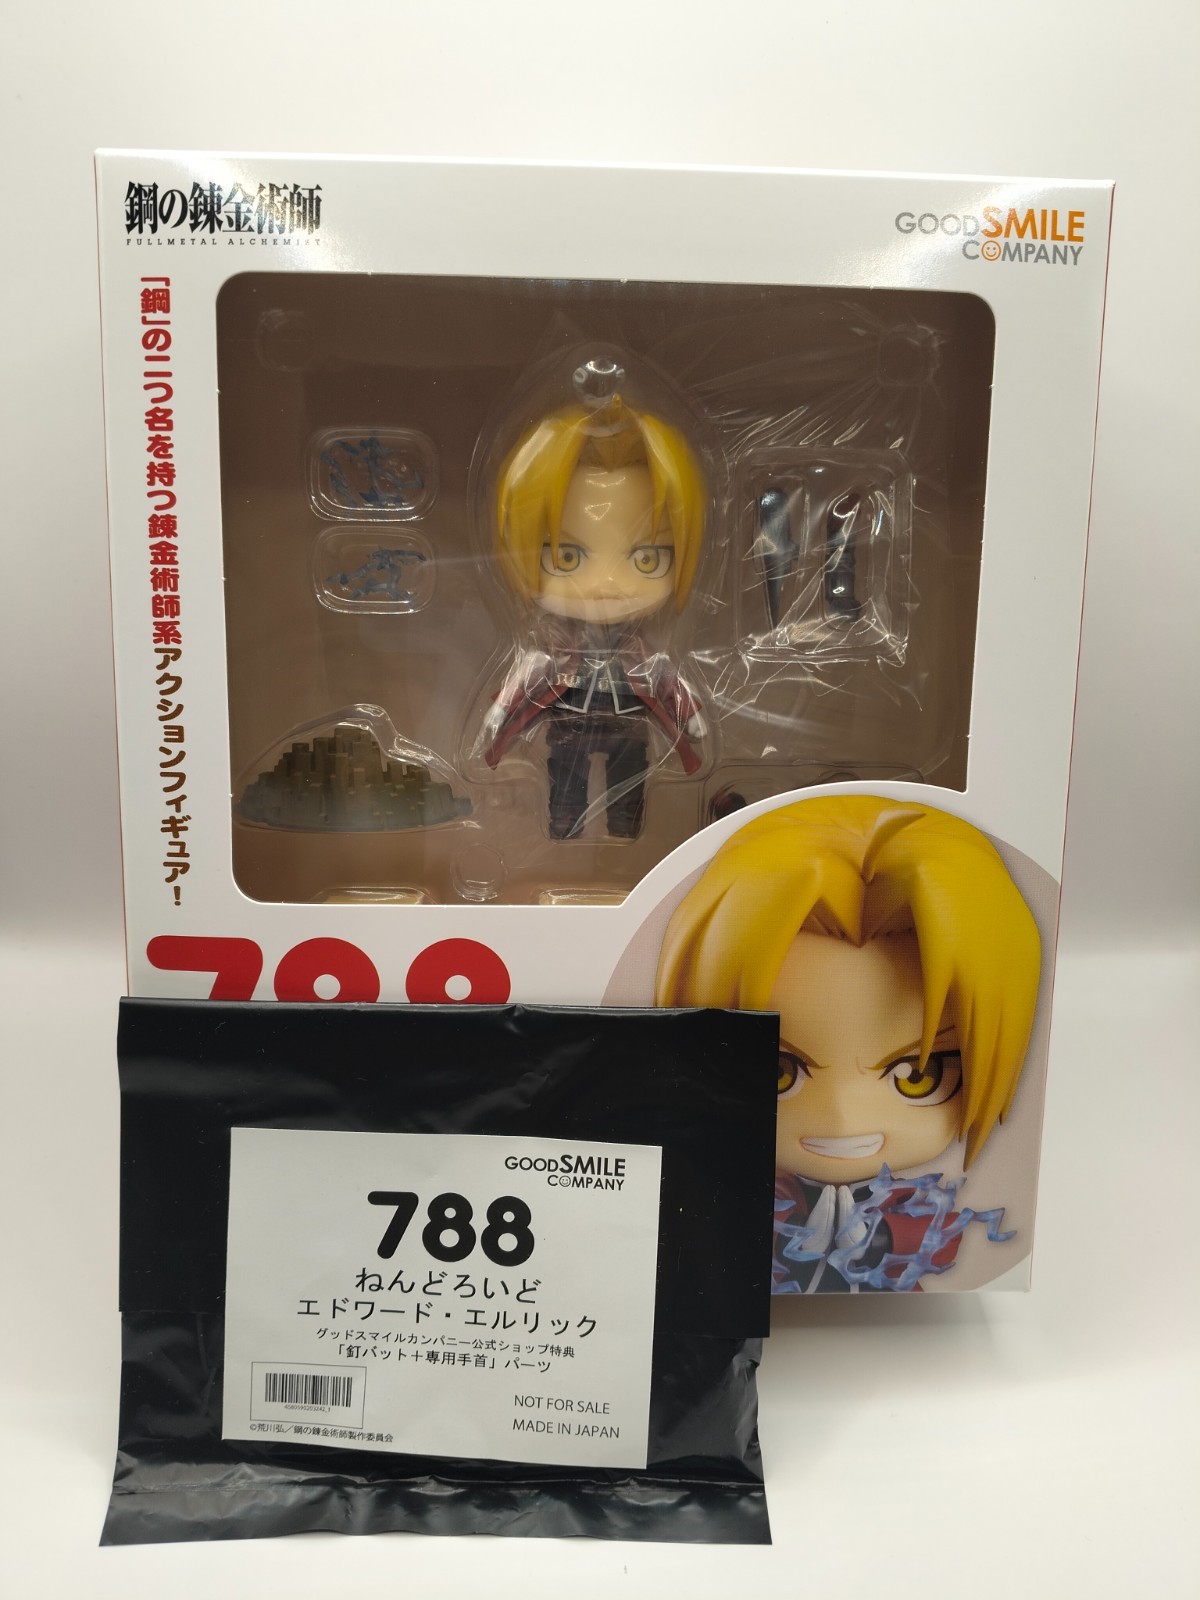 鋼の錬金術師
FULLMETAL ALCHEMIST
GOOD SMILE
COMPANY
「鋼」の二つ名を持つ錬金術師系アクションフィギュア！
788
GOOD SMILE
COMPANY
788
ねんどろいど
エドワード・エルリック
グッドスマイルカンパニー公式ショップ特典
「釘バット＋専用手首」パーツ
NOT FOR SALE
MADE IN JAPAN
©荒川弘／鋼の錬金術師製作委員会